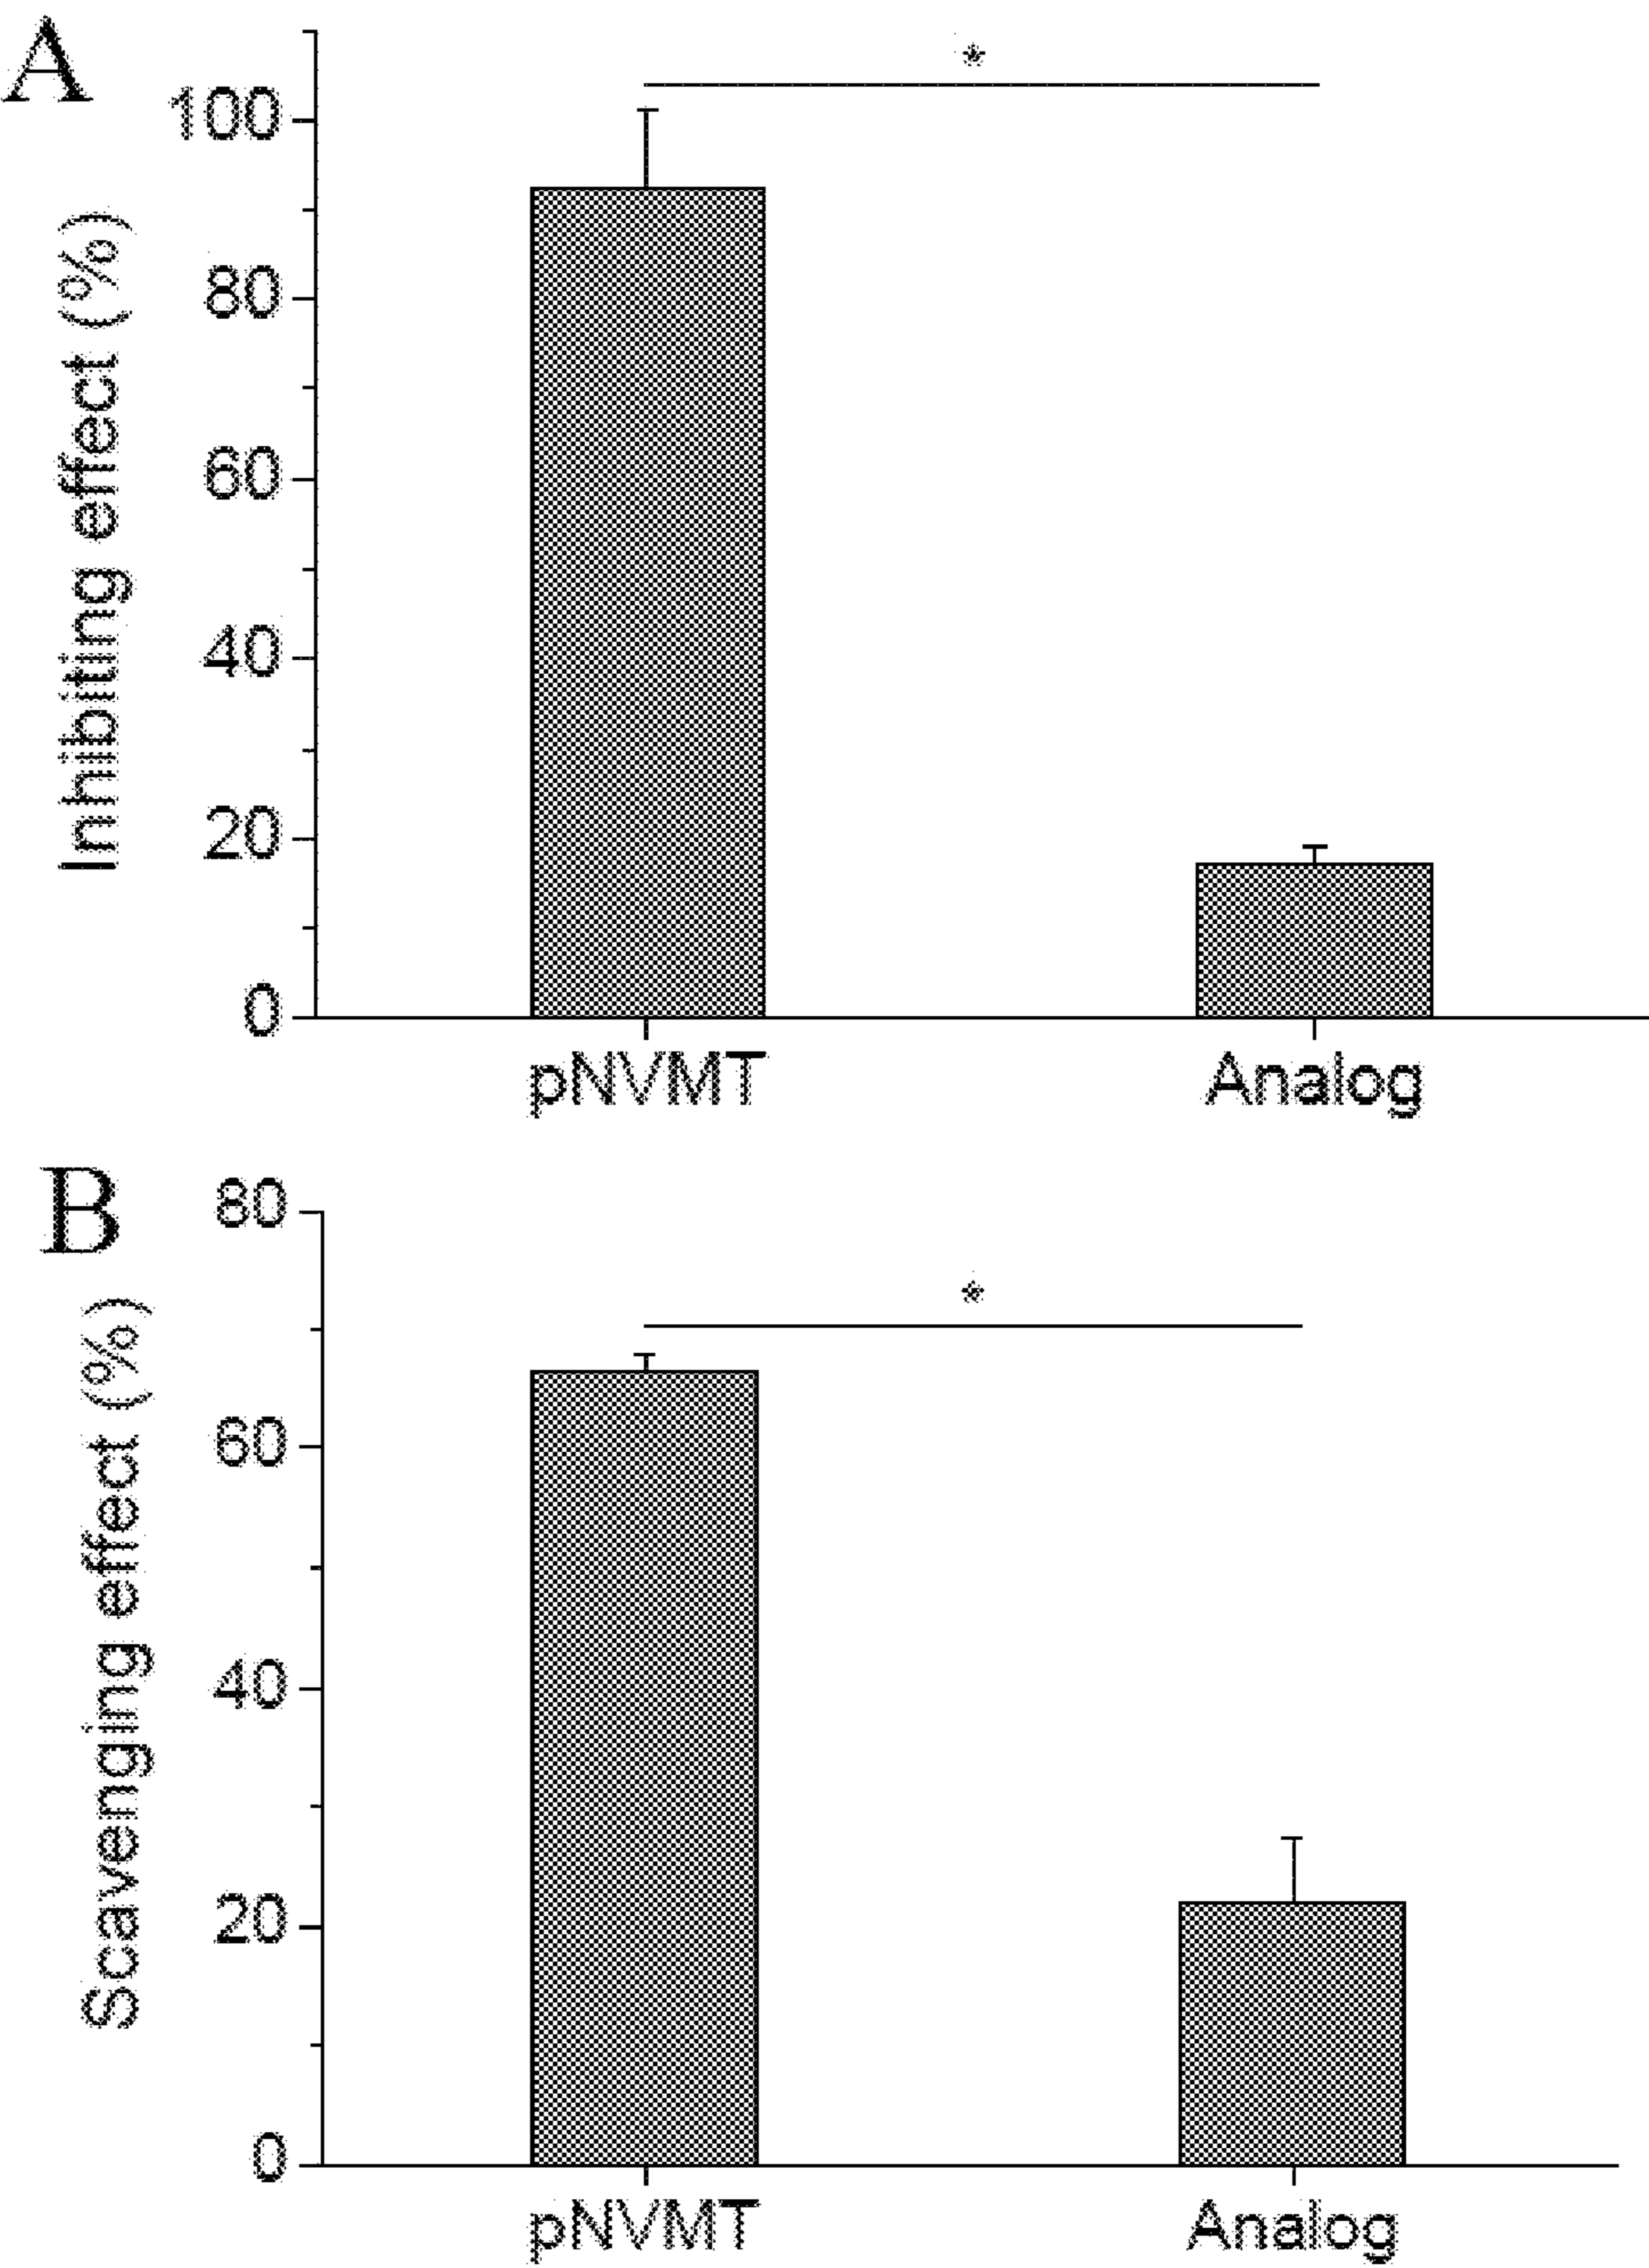 A
*
100
80
60
40
20
0
Inhibiting effect (%)
pNVMT Analog
B
80
*
60
40
20
0
Scavenging effect (%)
pNVMT Analog